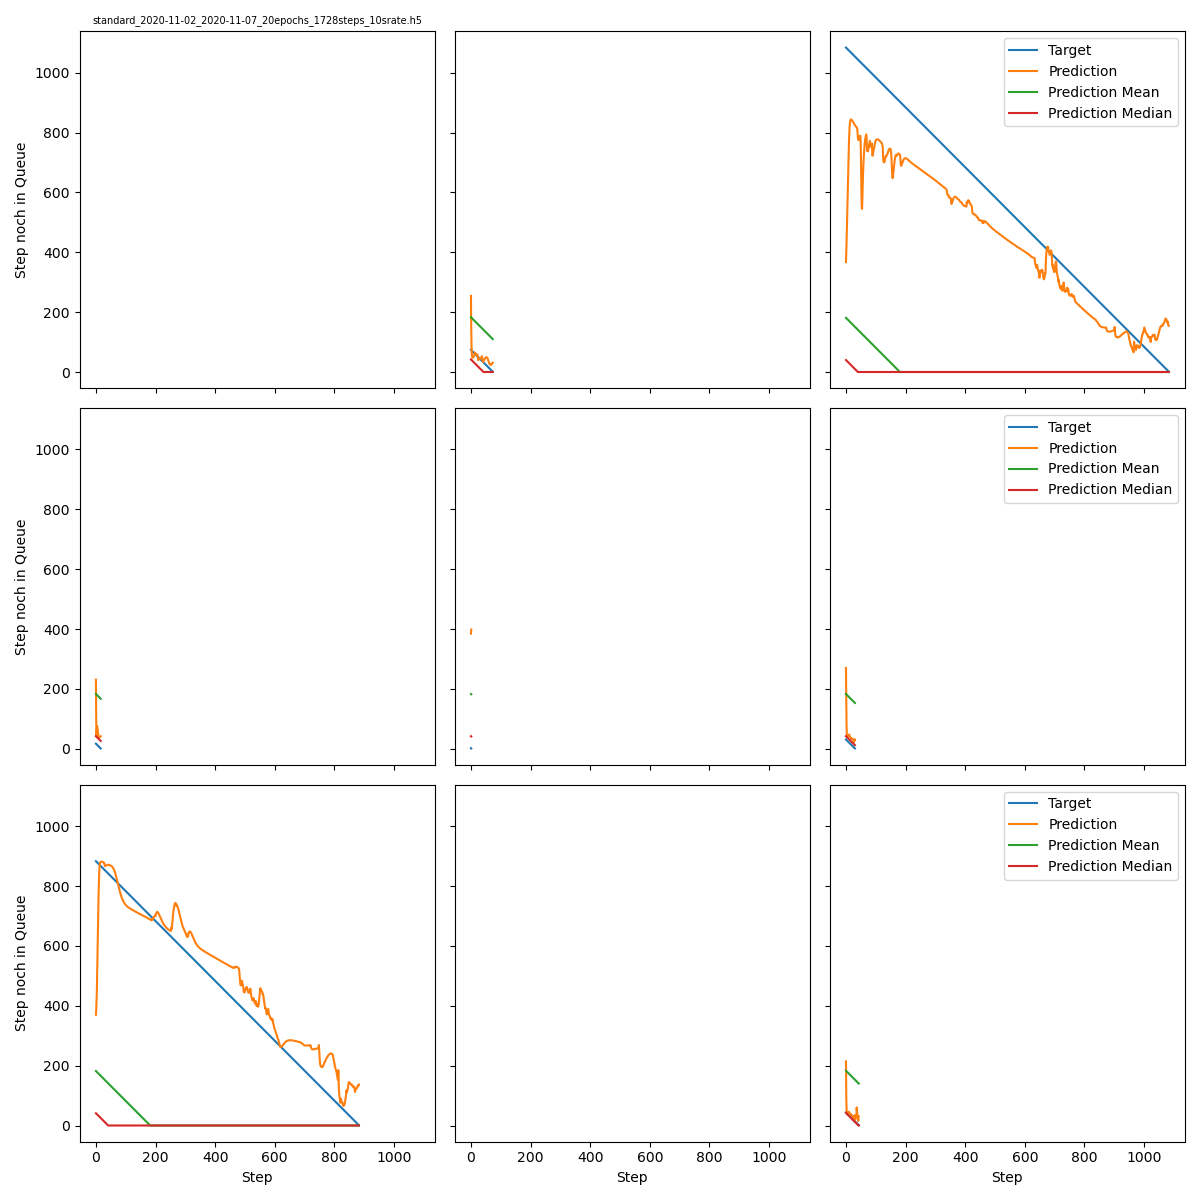 standard_2020-11-02_2020-11-07_20epochs_1728steps_10srate.h5
1000
800
600
400
200
0
Step noch in Queue
Target
Prediction
Prediction Mean
Prediction Median
1000
800
600
400
200
0
Step noch in Queue
Target
Prediction
Prediction Mean
Prediction Median
1000
800
600
400
200
0
Step noch in Queue
Target
Prediction
Prediction Mean
Prediction Median
0 200 400 600 800 1000
Step
0 200 400 600 800 1000
Step
0 200 400 600 800 1000
Step